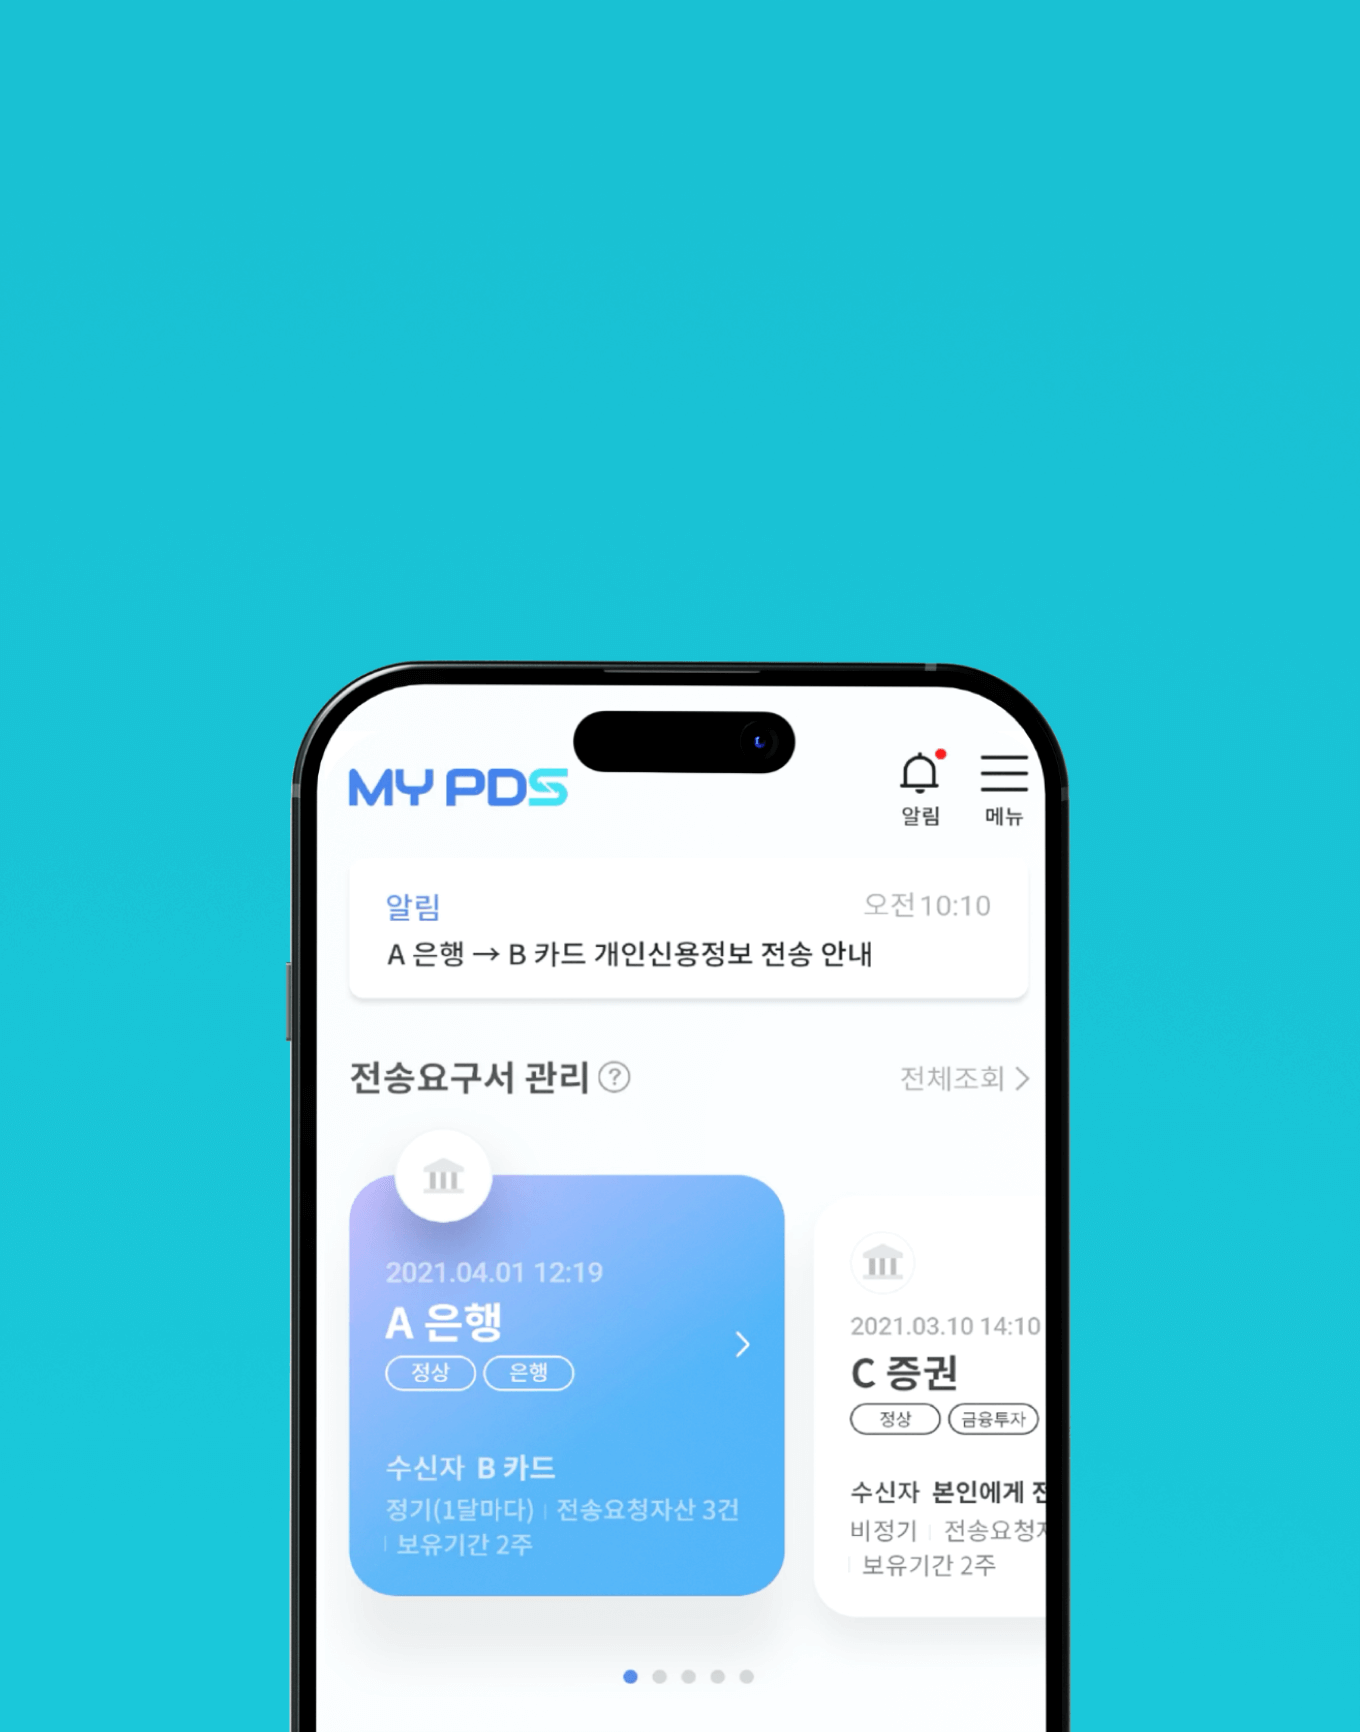 MY PDS
알림 메뉴
알림 오전 10:10
A 은행 → B 카드 개인신용정보 전송 안내
전송요구서 관리 ? 전체조회 >
2021.04.01 12:19
A 은행
정상 은행
수신자 B 카드
정기(1달마다) | 전송요청자산 3건
| 보유기간 2주
2021.03.10 14:10
C 증권
정상 금융투자
수신자 본인에게
비정기 | 전송요청
| 보유기간 2주